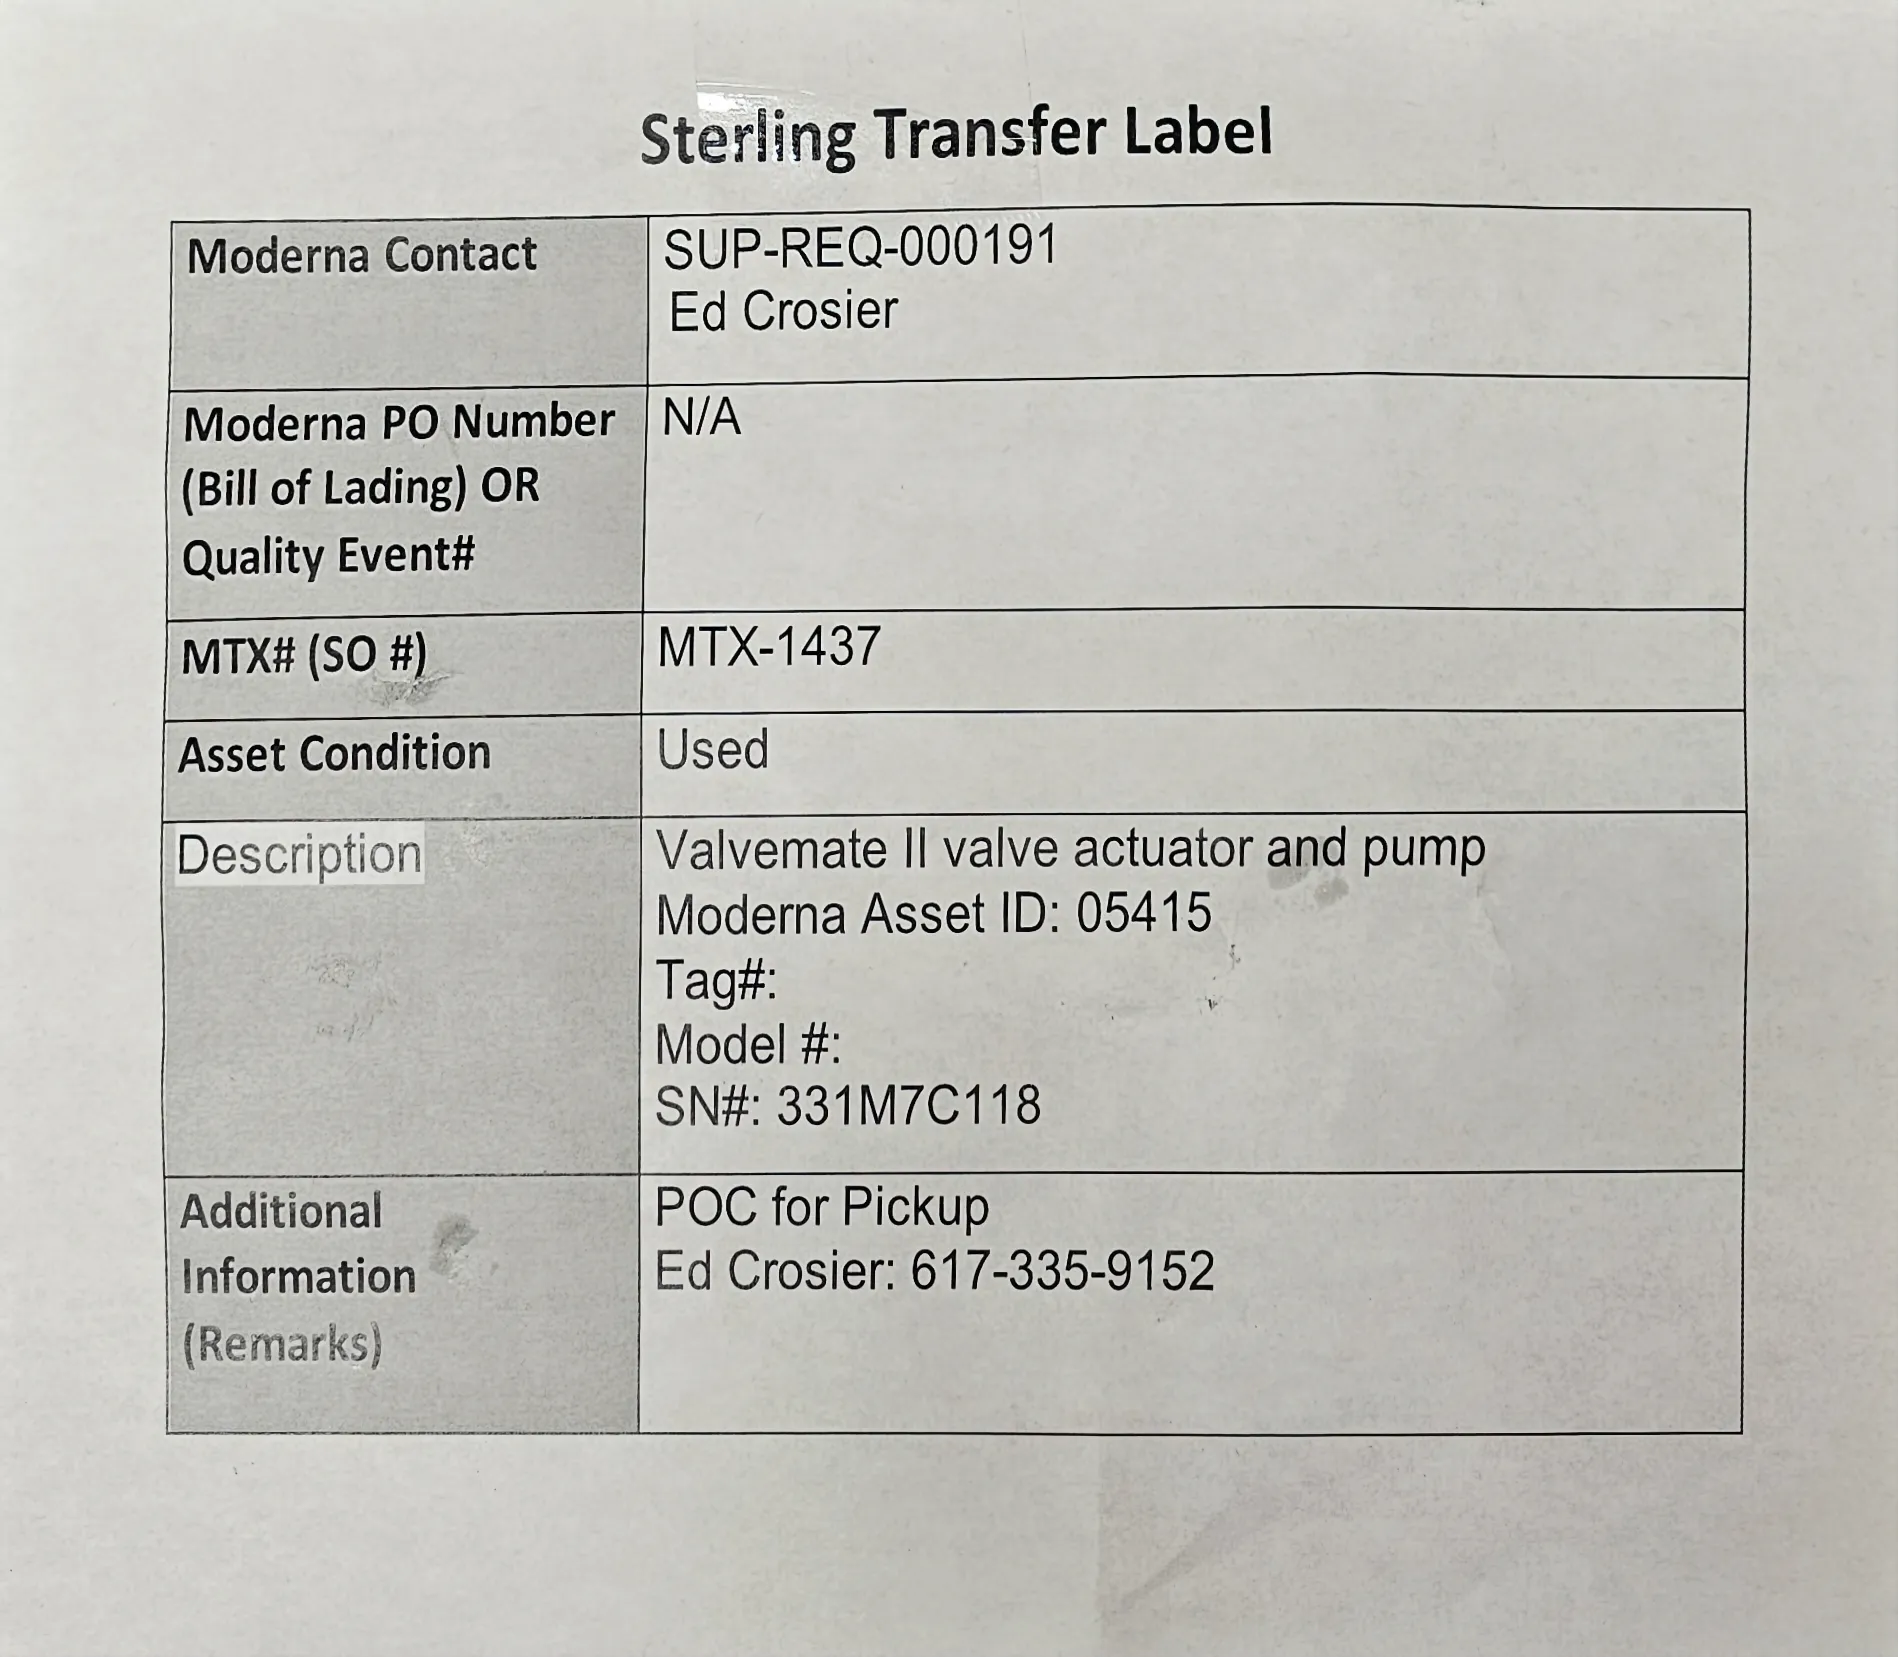 Sterling Transfer Label
Moderna Contact
SUP-REQ-000191
Ed Crosier
Moderna PO Number
(Bill of Lading) OR
Quality Event#
N/A
MTX# (SO #)
MTX-1437
Asset Condition
Used
Description
Valvemate II valve actuator and pump
Moderna Asset ID: 05415
Tag#:
Model #:
SN#: 331M7C118
Additional
Information
(Remarks)
POC for Pickup
Ed Crosier: 617-335-9152